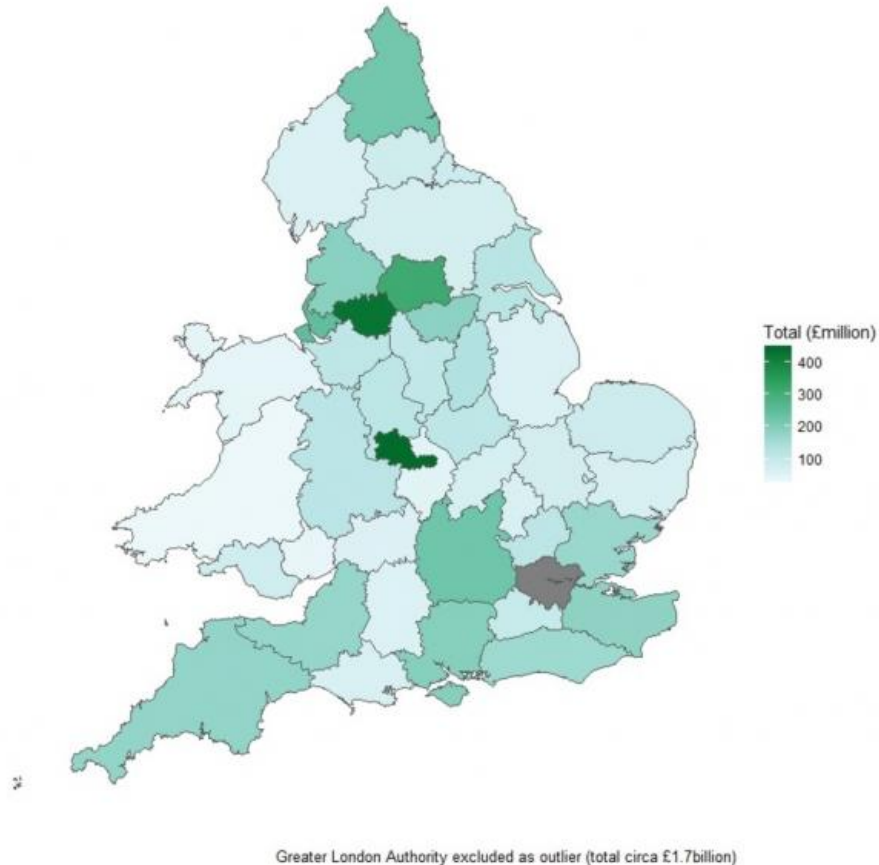 Total (£million)
400
300
200
100
Greater London Authority excluded as outlier (total circa £1.7billion)